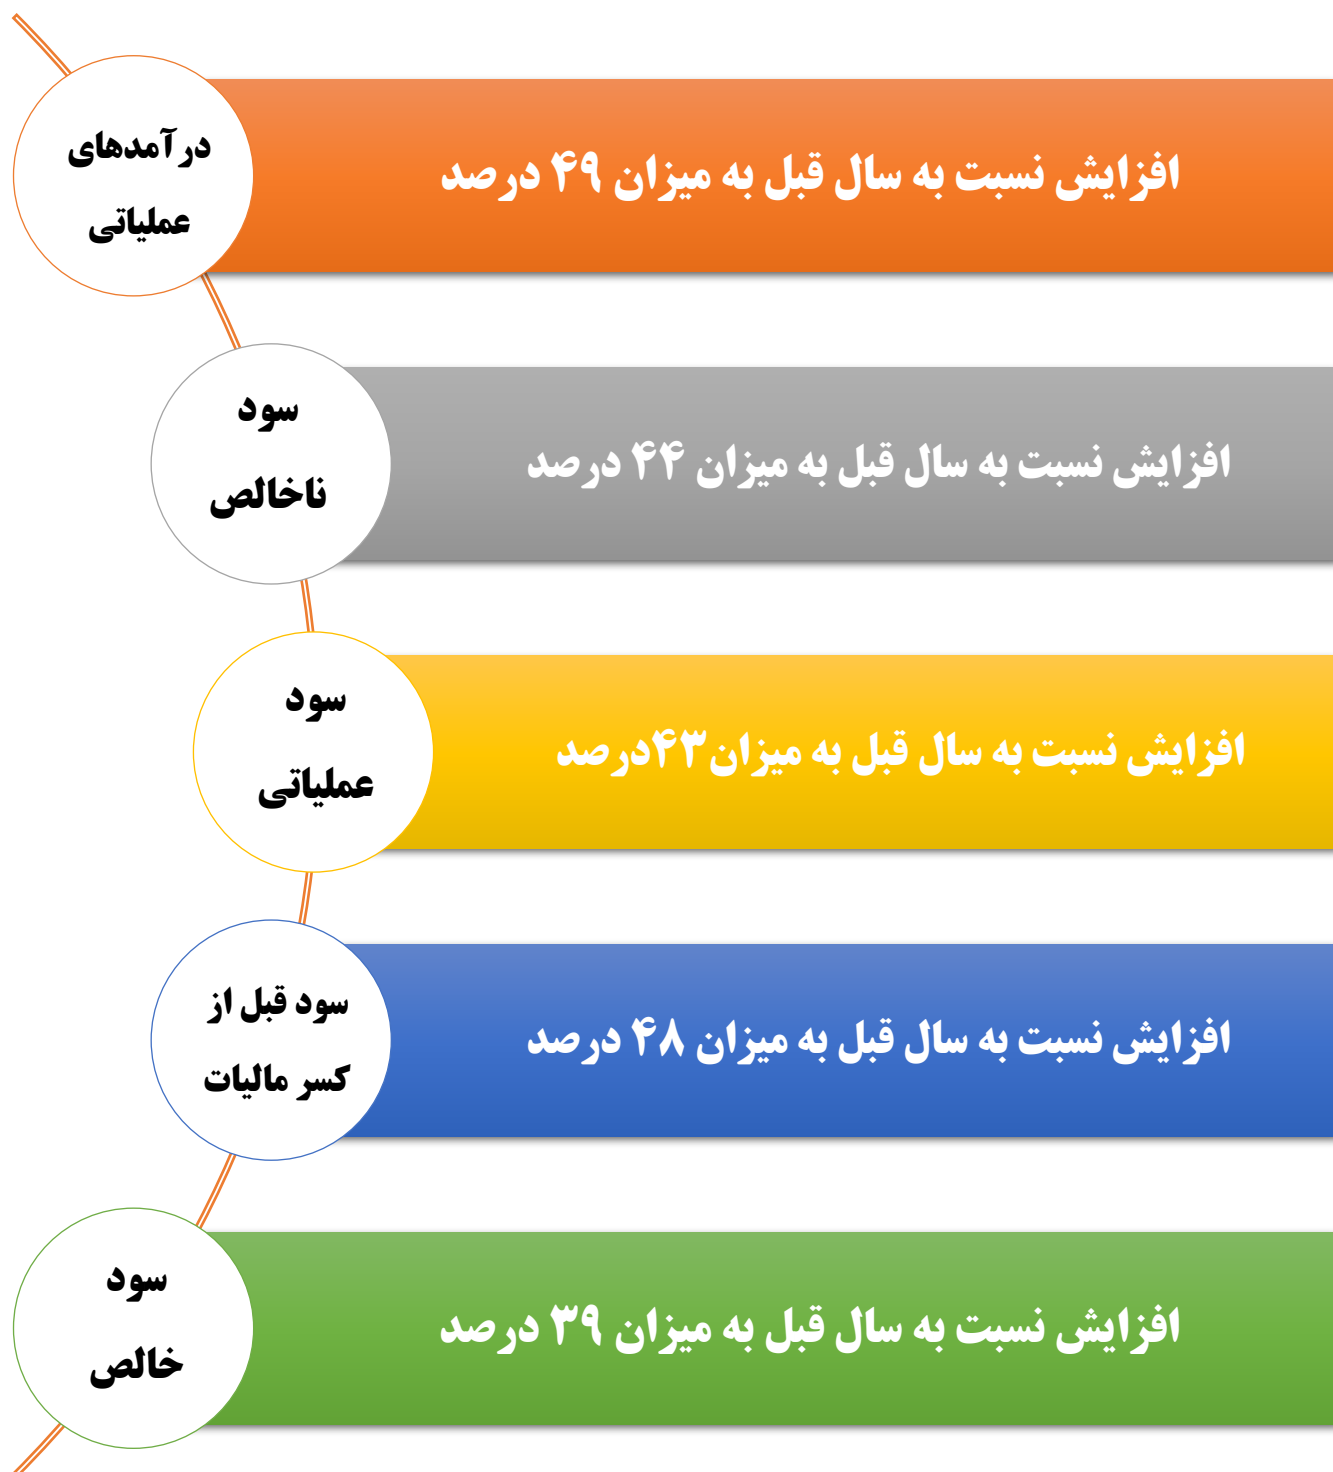 درآمدهای
عملیاتی
افزایش نسبت به سال قبل به میزان ۴۹ درصد
سود
ناخالص
افزایش نسبت به سال قبل به میزان ۴۴ درصد
سود
عملیاتی
افزایش نسبت به سال قبل به میزان۴۳درصد
سود قبل از
کسر مالیات
افزایش نسبت به سال قبل به میزان ۴۸ درصد
سود
خالص
افزایش نسبت به سال قبل به میزان ۳۹ درصد